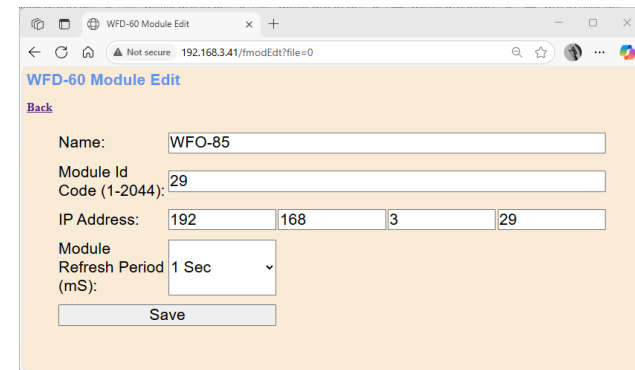 WFD-60 Module Edit
Not secure 192.168.3.41/fmodEdt?file=0
WFD-60 Module Edit
Back
Name: WFO-85
Module Id
Code (1-2044): 29
IP Address: 192 168 3 29
Module
Refresh Period 1 Sec
(mS):
Save